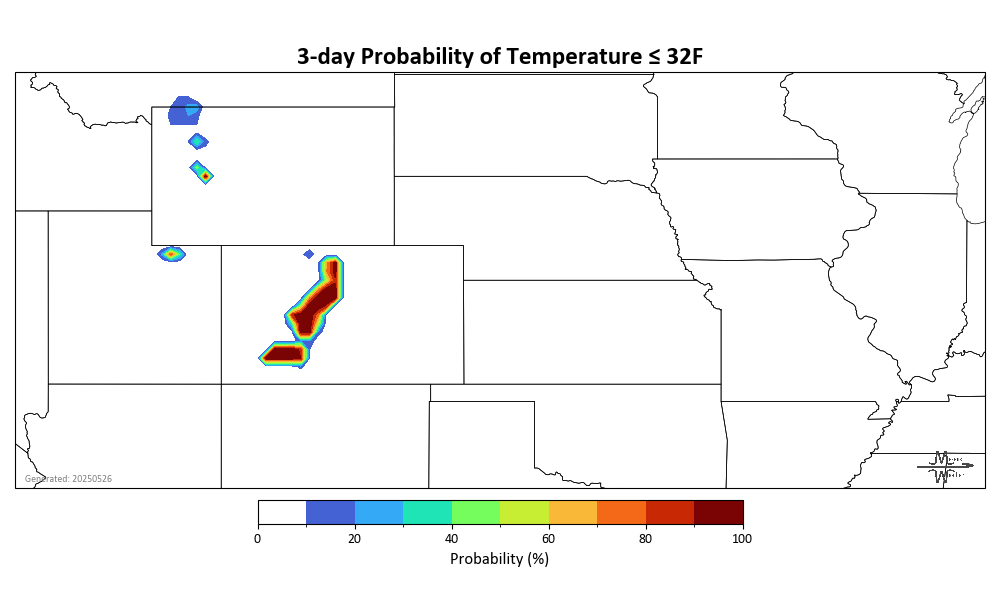 3-day Probability of Temperature ≤ 32F
Generated: 20250526
0 20 40 60 80 100
Probability (%)